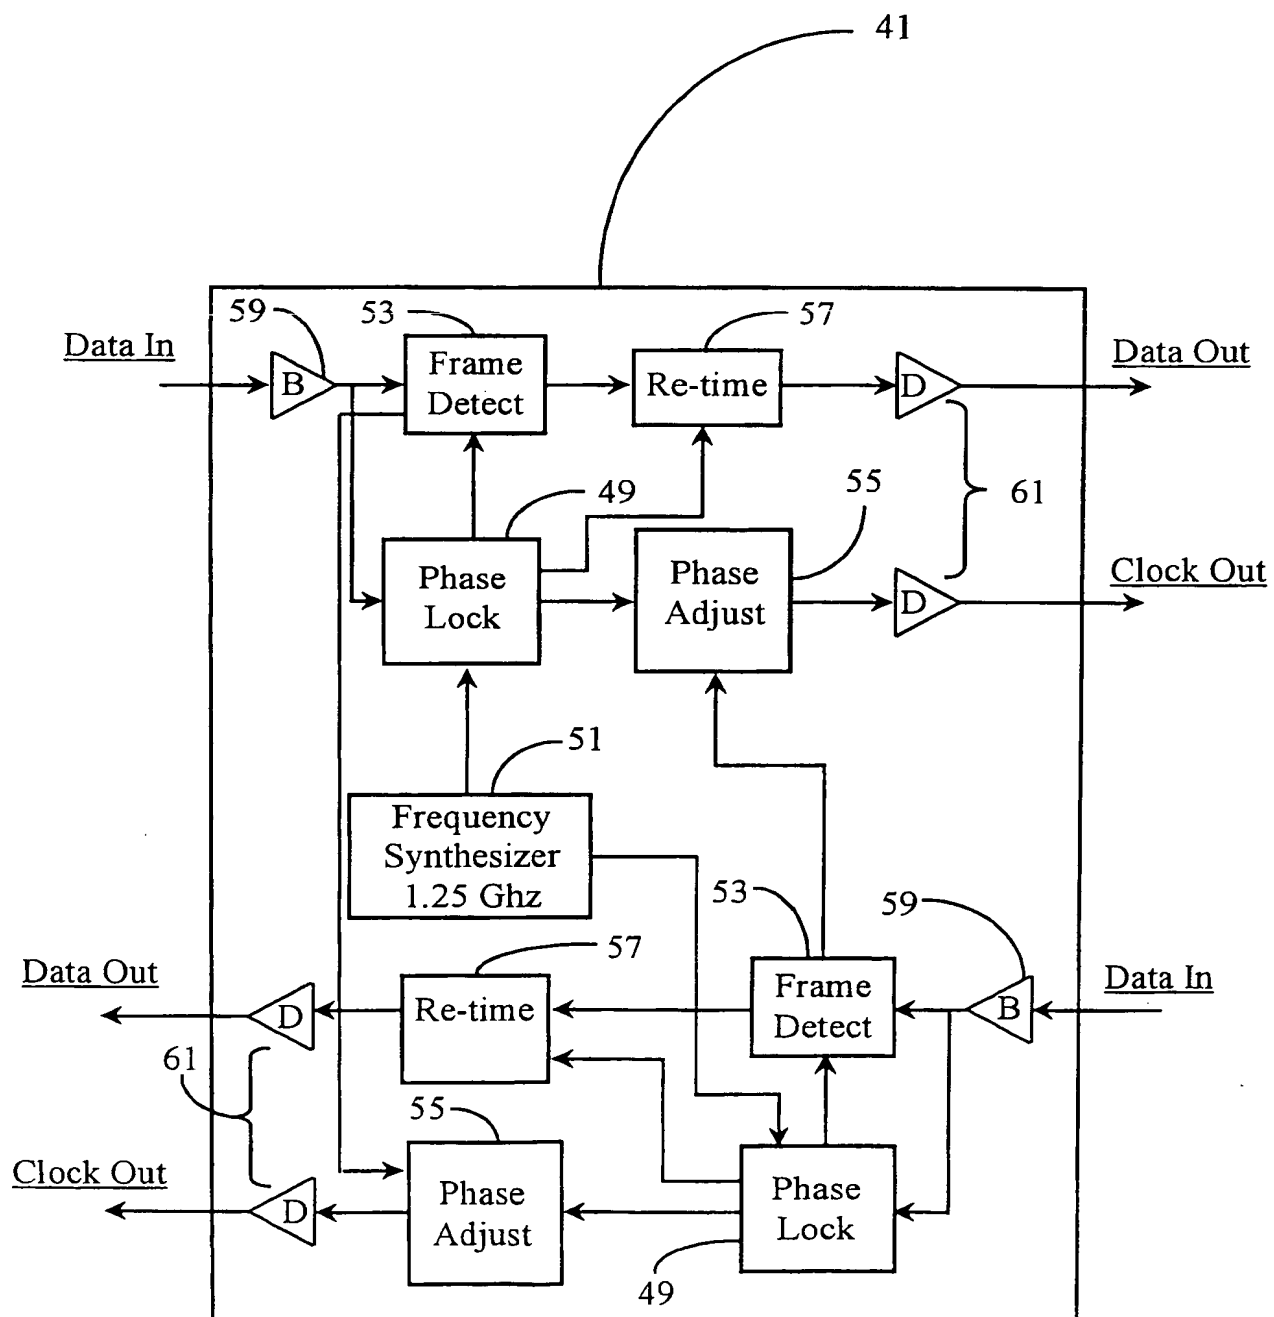 41
59
53
57
Data In
B
Frame
Detect
Re-time
D
Data Out
49
55
61
Phase
Lock
Phase
Adjust
D
Clock Out
51
Frequency
Synthesizer
1.25 Ghz
53
59
57
Data Out
D
Re-time
Frame
Detect
B
Data In
61
55
Clock Out
D
Phase
Adjust
Phase
Lock
49